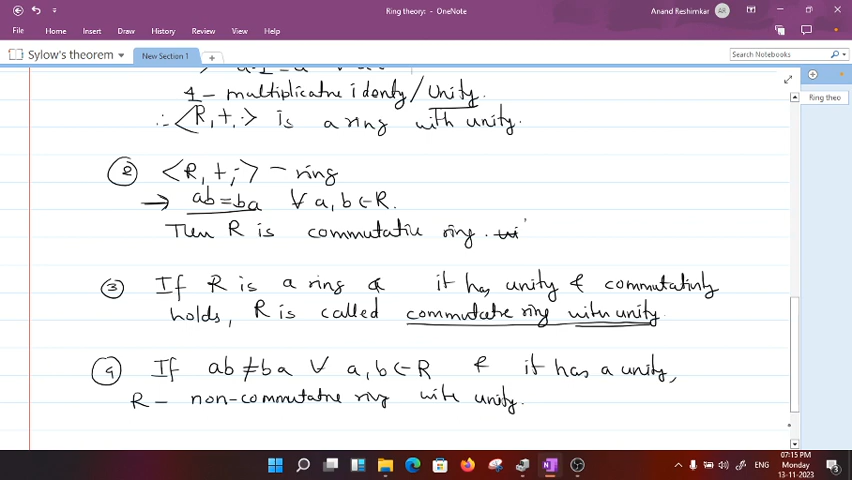 Ring theory: - OneNote
Anand Reshimkar AR
File Home Insert Draw History Review View Help
Sylow's theorem New Section 1 + Search Notebooks
Ring theo
1 - multiplicative identity / Unity.
∴ <R, +, ·> is a ring with unity.
② <R, +, ·> - ring
→ ab = ba ∀ a, b ∈ R.
Then R is commutative ring.
③ If R is a ring & it has unity & commutativity
holds, R is called commutative ring with unity.
④ If ab ≠ ba ∀ a, b ∈ R & it has a unity,
R - non-commutative ring with unity.
07:15 PM
ENG Monday
13-11-2023